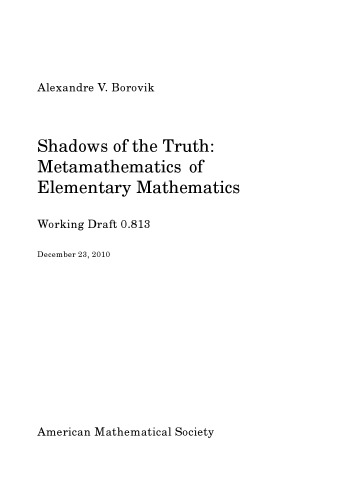 Alexandre V. Borovik
Shadows of the Truth:
Metamathematics of
Elementary Mathematics
Working Draft 0.813
December 23, 2010
American Mathematical Society